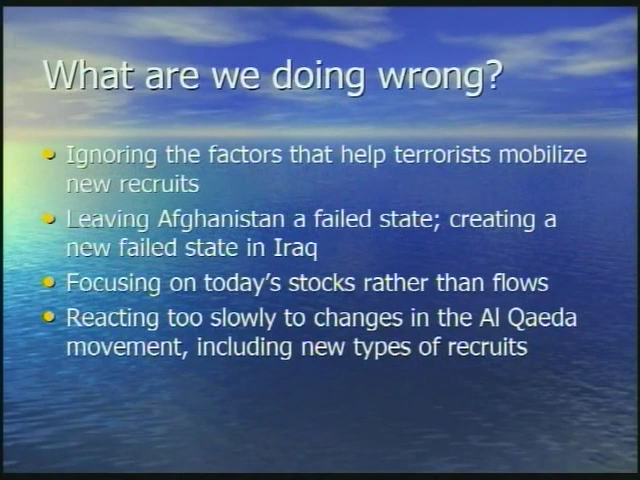 What are we doing wrong?
Ignoring the factors that help terrorists mobilize
new recruits
Leaving Afghanistan a failed state; creating a
new failed state in Iraq
Focusing on today's stocks rather than flows
Reacting too slowly to changes in the Al Qaeda
movement, including new types of recruits